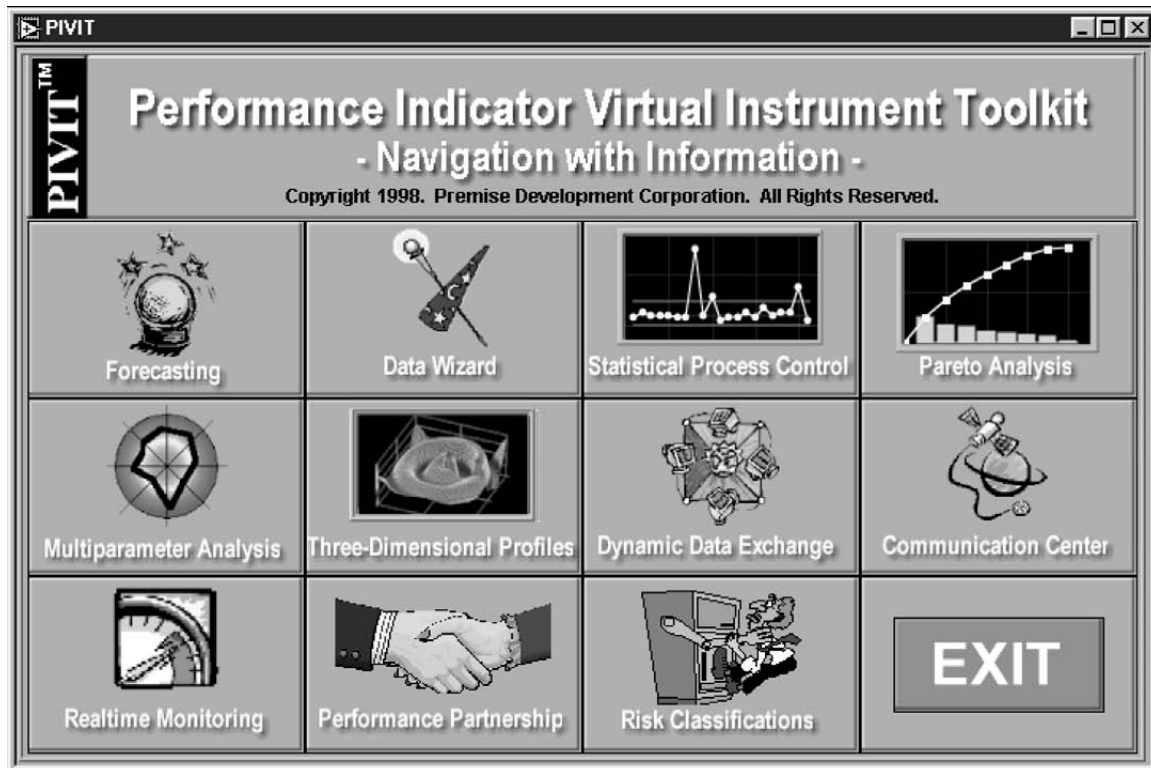 PIVIT
PIVIT™
Performance Indicator Virtual Instrument Toolkit
- Navigation with Information -
Copyright 1998. Premise Development Corporation. All Rights Reserved.
Forecasting
Data Wizard
Statistical Process Control
Pareto Analysis
Multiparameter Analysis
Three-Dimensional Profiles
Dynamic Data Exchange
Communication Center
Realtime Monitoring
Performance Partnership
Risk Classifications
EXIT